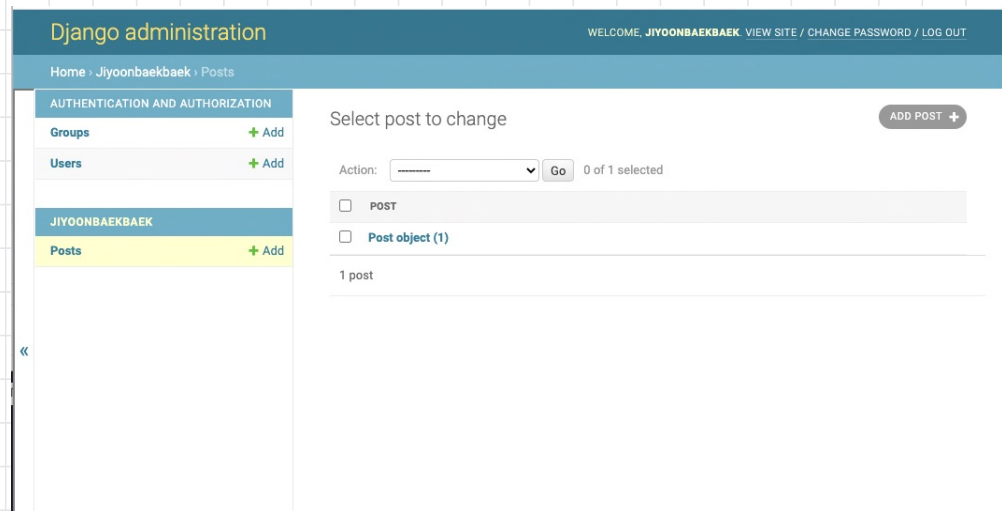 Django administration
WELCOME, JIYOONBAEKBAEK. VIEW SITE / CHANGE PASSWORD / LOG OUT
Home › Jiyoonbaekbaek › Posts
AUTHENTICATION AND AUTHORIZATION
Groups + Add
Users + Add
JIYOONBAEKBAEK
Posts + Add
«
Select post to change
ADD POST +
Action: --------- Go 0 of 1 selected
POST
Post object (1)
1 post